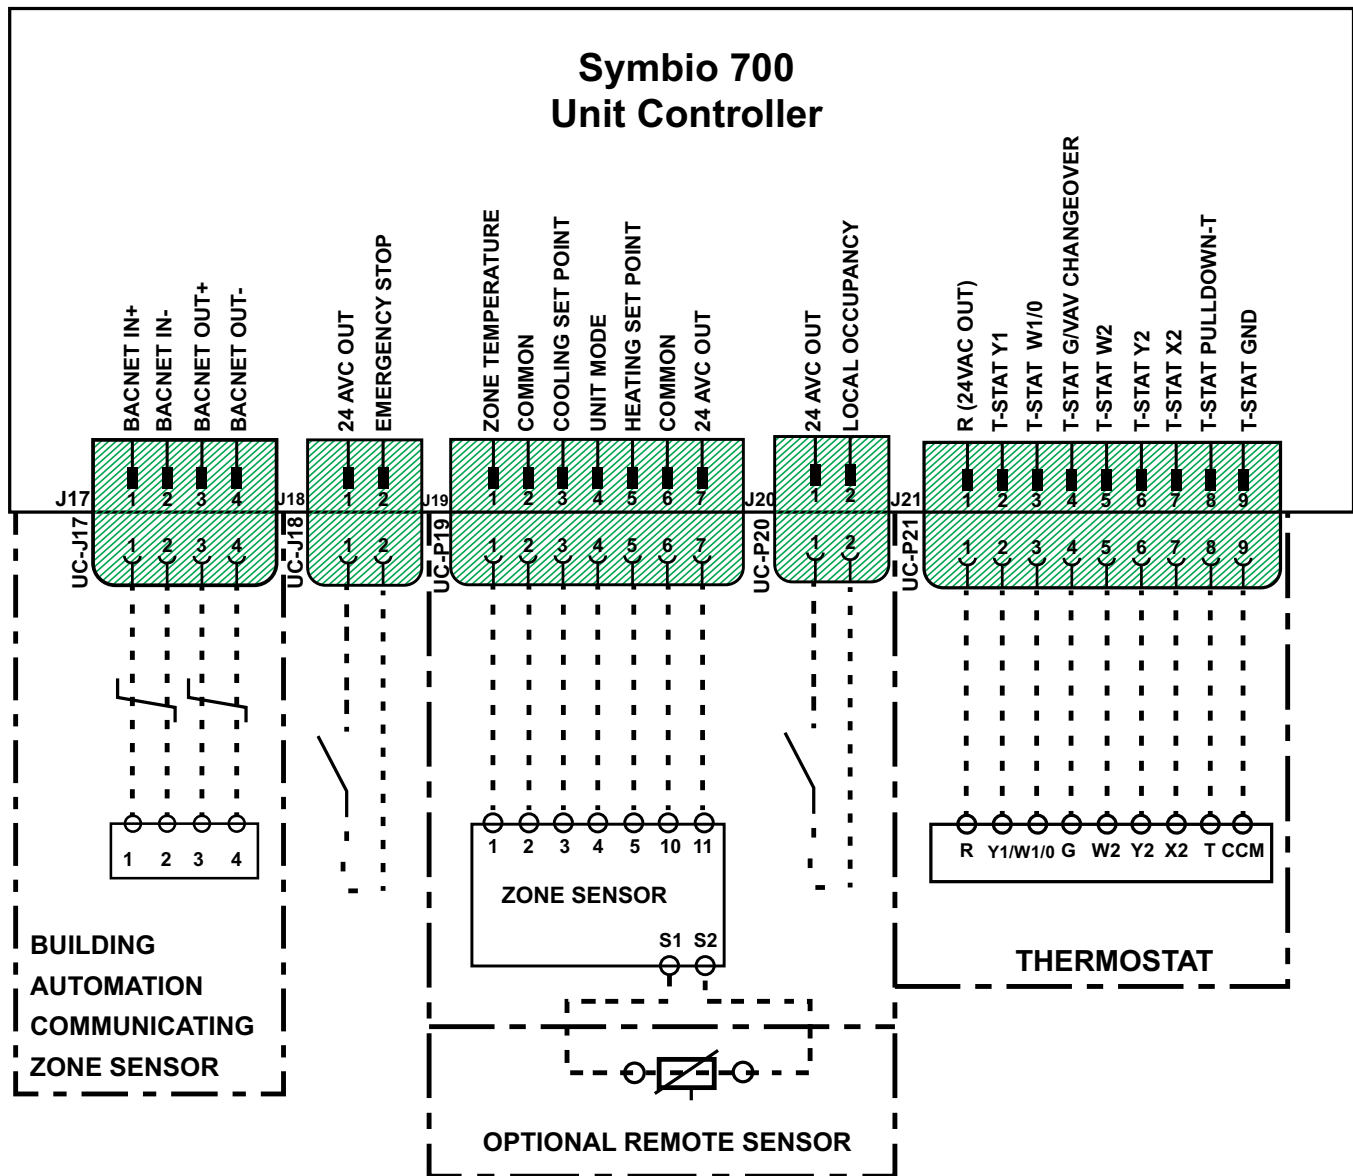 Symbio 700
Unit Controller
BACNET IN+
BACNET IN-
BACNET OUT+
BACNET OUT-
24 AVC OUT
EMERGENCY STOP
ZONE TEMPERATURE
COMMON
COOLING SET POINT
UNIT MODE
HEATING SET POINT
COMMON
24 AVC OUT
24 AVC OUT
LOCAL OCCUPANCY
R (24VAC OUT)
T-STAT Y1
T-STAT W1/0
T-STAT G/VAV CHANGEOVER
T-STAT W2
T-STAT Y2
T-STAT X2
T-STAT PULLDOWN-T
T-STAT GND
J17 1 2 3 4
J18 1 2
J19 1 2 3 4 5 6 7
J20 1 2
J21 1 2 3 4 5 6 7 8 9
UC-J17 1 2 3 4
UC-J18 1 2
UC-P19 1 2 3 4 5 6 7
UC-P20 1 2
UC-P21 1 2 3 4 5 6 7 8 9
1 2 3 4
1 2 3 4 5 10 11
ZONE SENSOR
S1 S2
R Y1/W1/0 G W2 Y2 X2 T CCM
BUILDING
AUTOMATION
COMMUNICATING
ZONE SENSOR
THERMOSTAT
OPTIONAL REMOTE SENSOR